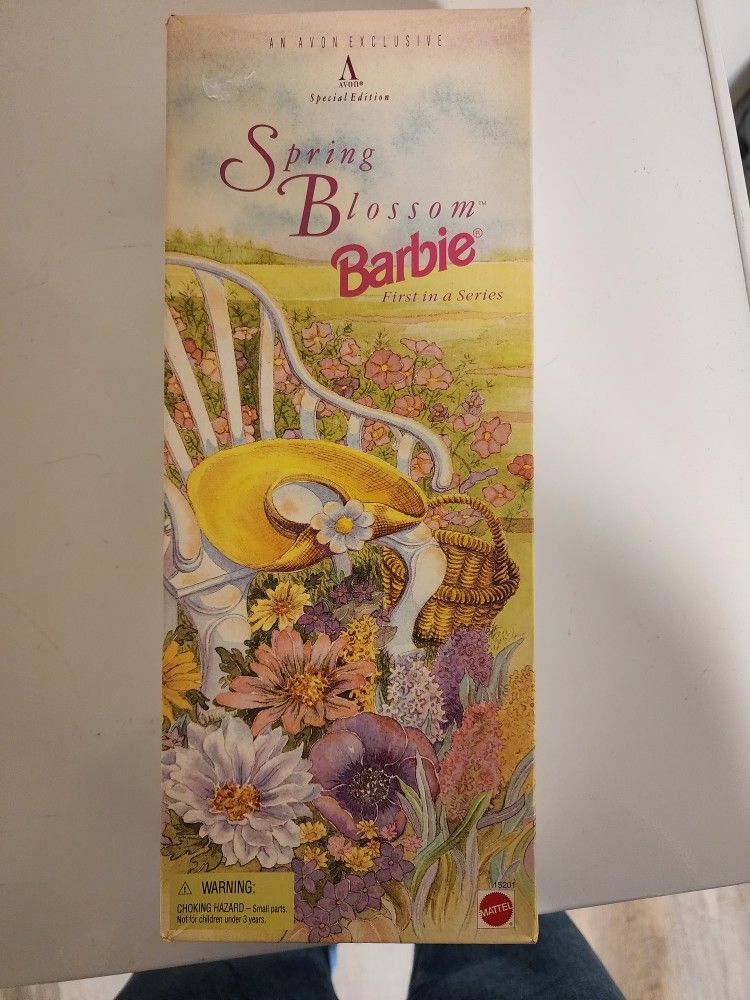 AN AVON EXCLUSIVE
A
AVON®
Special Edition
Spring
Blossom™
Barbie®
First in a Series
⚠ WARNING:
CHOKING HAZARD – Small parts.
Not for children under 3 years.
15201
MATTEL
®